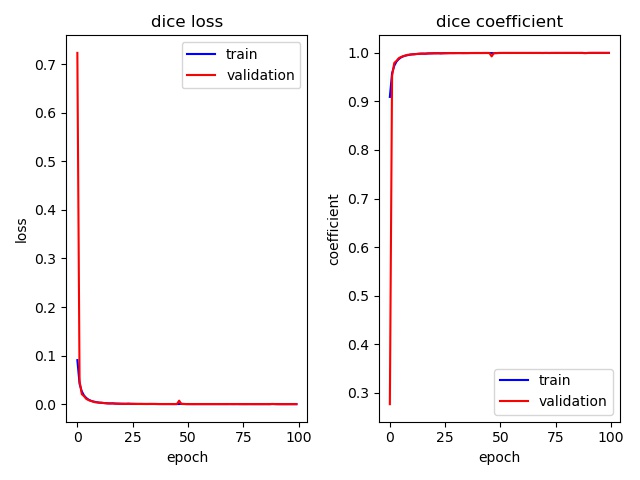 dice loss
train
validation
0.7
0.6
0.5
0.4
0.3
0.2
0.1
0.0
loss
0
25
50
75
100
epoch
dice coefficient
1.0
0.9
0.8
0.7
0.6
0.5
0.4
0.3
coefficient
train
validation
0
25
50
75
100
epoch